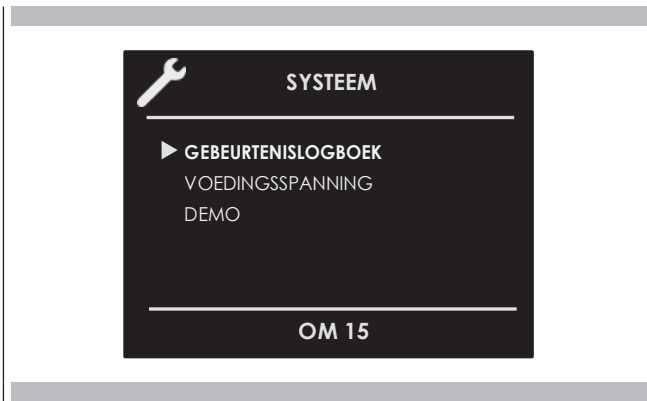 SYSTEEM
GEBEURTENISLOGBOEK
VOEDINGSSPANNING
DEMO
OM 15